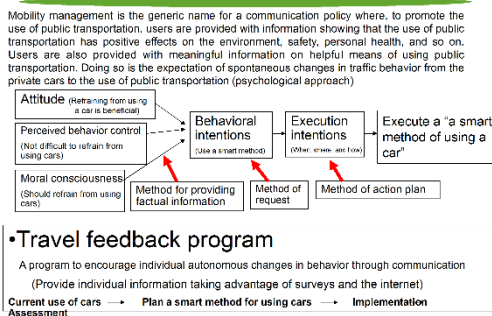 Mobility management is the generic name for a communication policy where, to promote the
use of public transportation, users are provided with information showing that the use of public
transportation has positive effects on the environment, safety, personal health, and so on.
Users are also provided with meaningful information on helpful means of using public
transportation. Doing so is the expectation of spontaneous changes in traffic behavior from the
private cars to the use of public transportation (psychological approach)
Attitude (Refraining from using
a car is beneficial)
Perceived behavior control
(Not difficult to refrain from
using cars)
Moral consciousness
(Should refrain from using
cars)
Behavioral
intentions
(Use a smart method)
Execution
intentions
(When, where, and how)
Execute a “a smart
method of using a
car”
Method for providing
factual information
Method of
request
Method of action plan
•Travel feedback program
A program to encourage individual autonomous changes in behavior through communication
(Provide individual information taking advantage of surveys and the internet)
Current use of cars → Plan a smart method for using cars → Implementation
Assessment